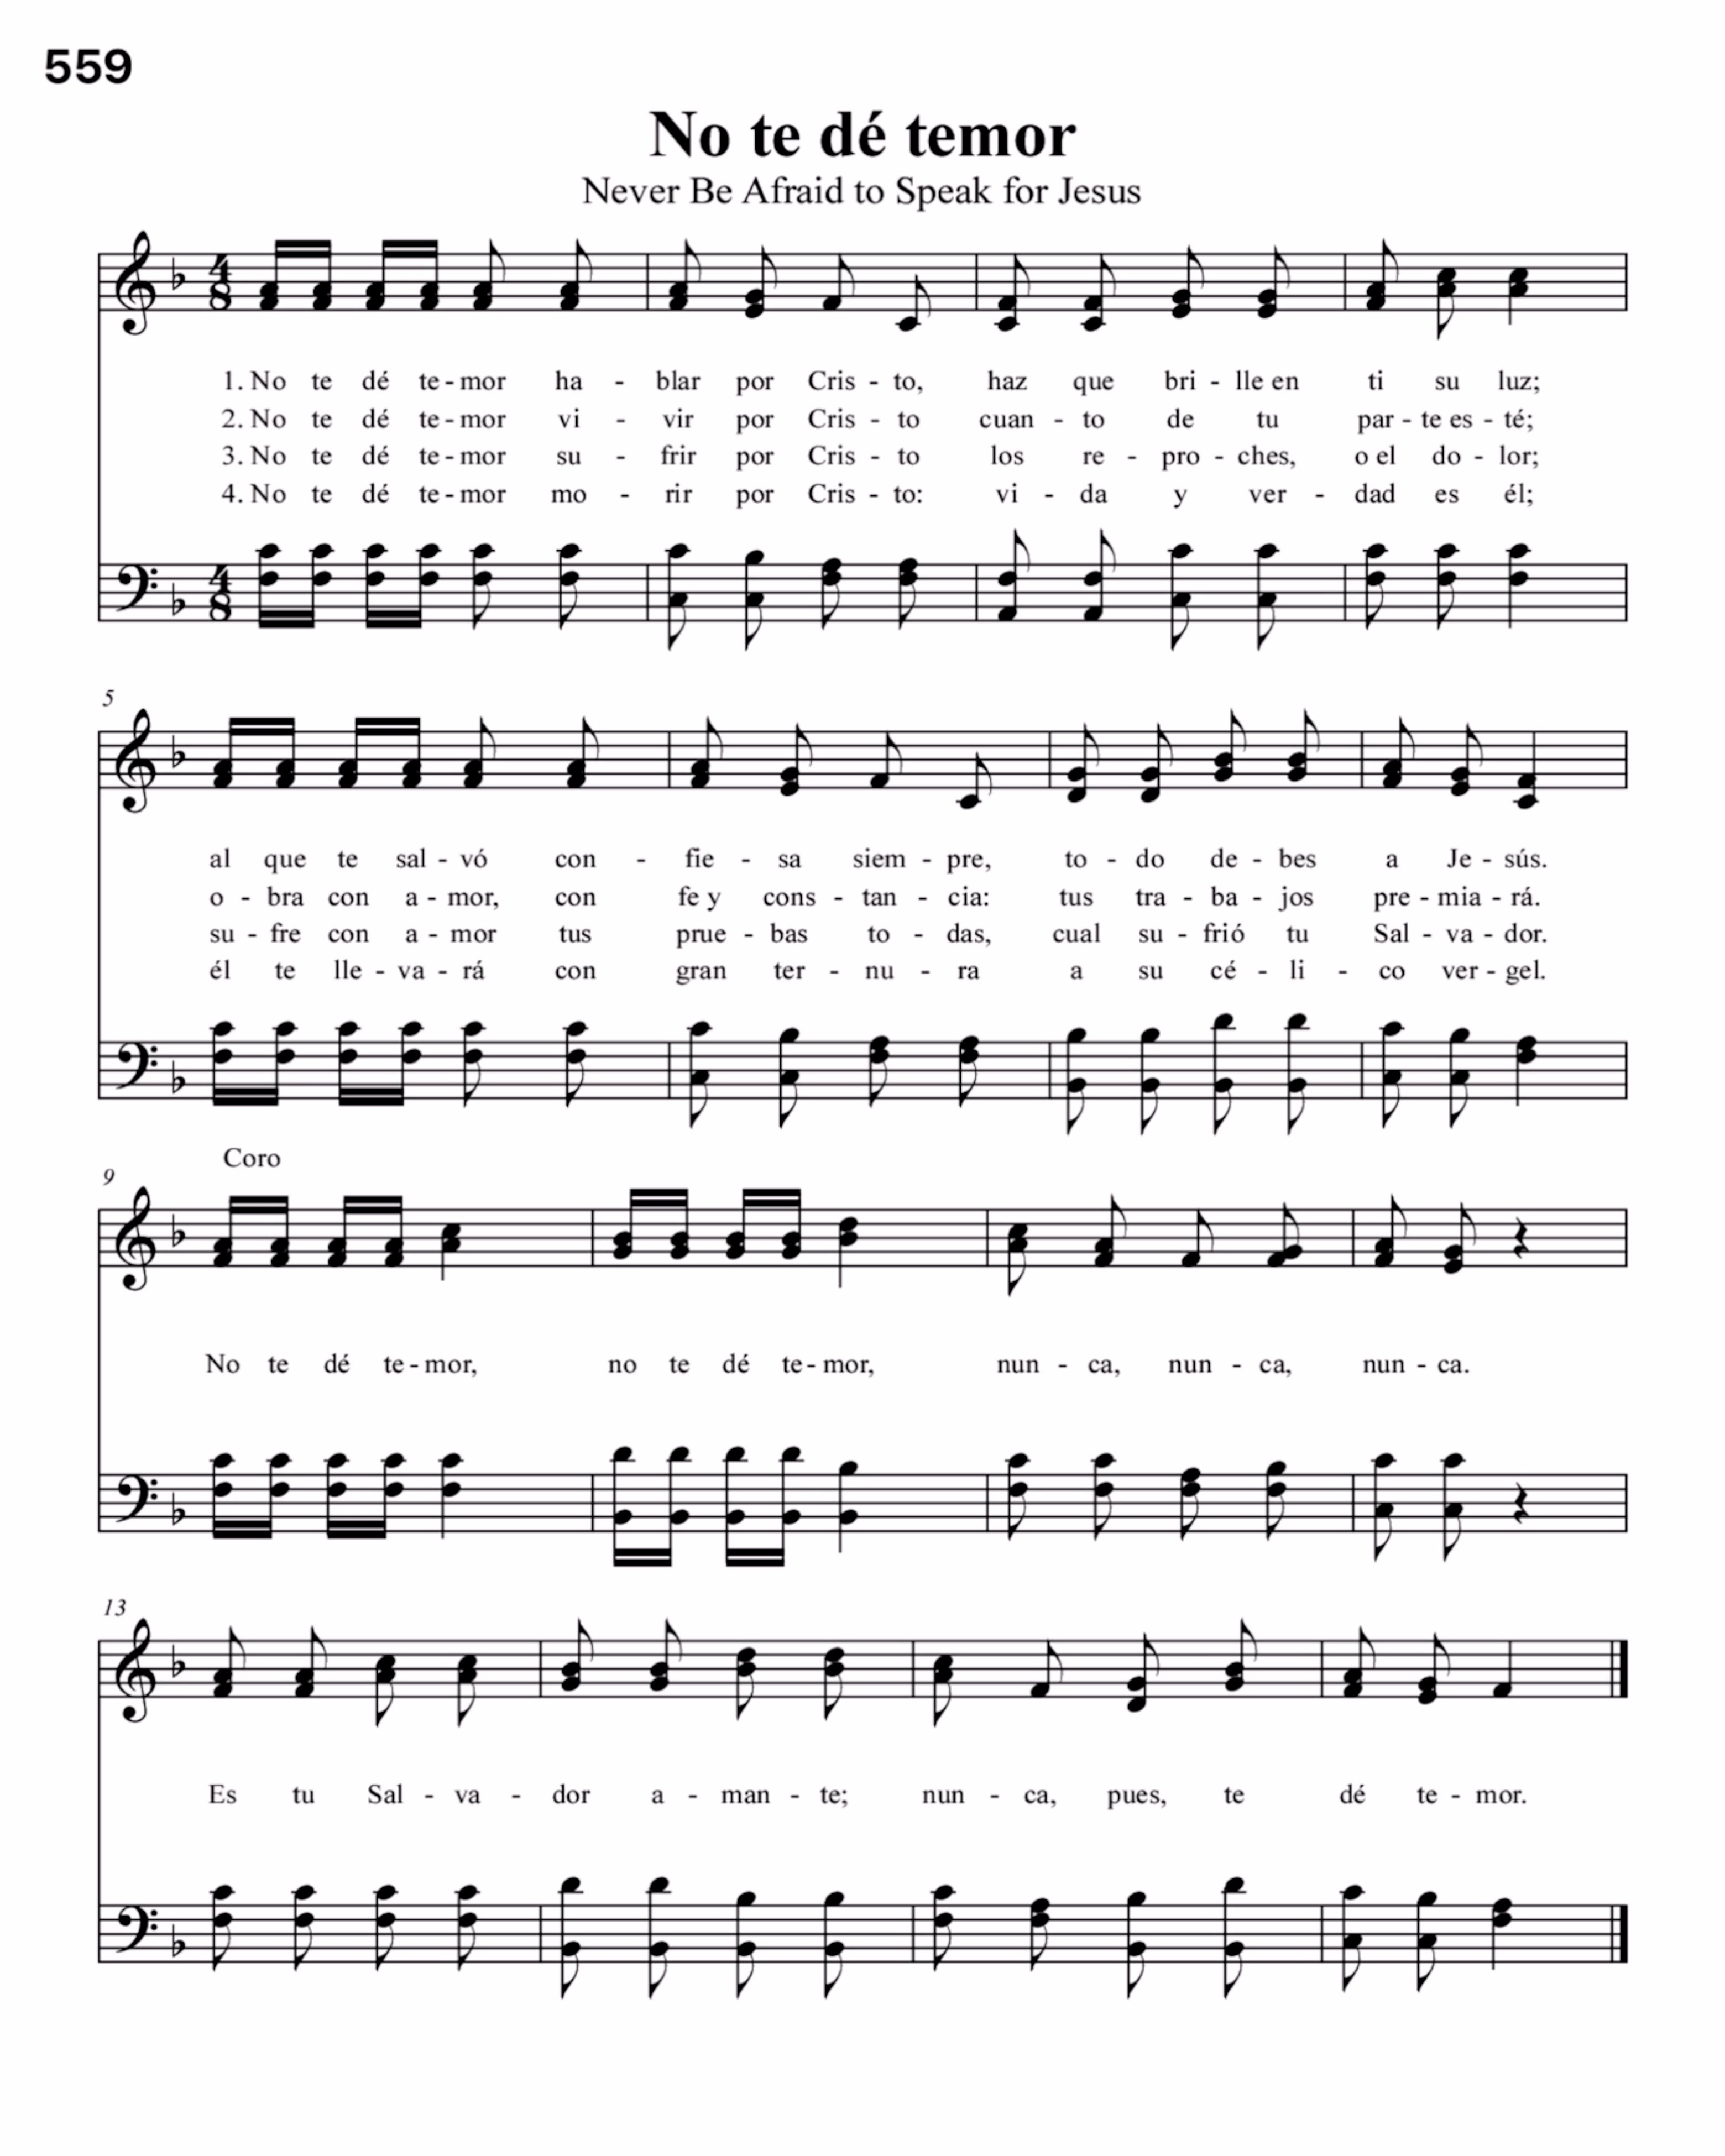 559
No te dé temor
Never Be Afraid to Speak for Jesus
4 8
1. No te dé te - mor ha - blar por Cris - to, haz que bri - lle en ti su luz;
2. No te dé te - mor vi - vir por Cris - to cuan - to de tu par - te es - té;
3. No te dé te - mor su - frir por Cris - to los re - pro - ches, o el do - lor;
4. No te dé te - mor mo - rir por Cris - to: vi - da y ver - dad es él;
4 8
5
al que te sal - vó con - fie - sa siem - pre, to - do de - bes a Je - sús.
o - bra con a - mor, con fe y cons - tan - cia: tus tra - ba - jos pre - mia - rá.
su - fre con a - mor tus prue - bas to - das, cual su - frió tu Sal - va - dor.
él te lle - va - rá con gran ter - nu - ra a su cé - li - co ver - gel.
Coro
9
No te dé te - mor, no te dé te - mor, nun - ca, nun - ca, nun - ca.
13
Es tu Sal - va - dor a - man - te; nun - ca, pues, te dé te - mor.